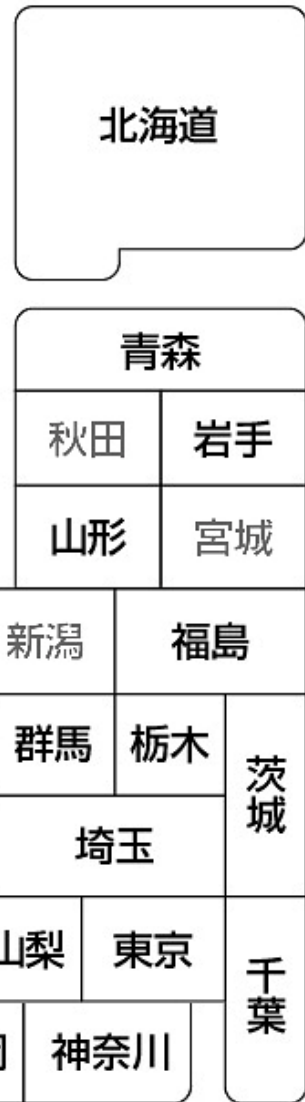 北海道
青森
秋田 岩手
山形 宮城
新潟 福島
群馬 栃木 茨城
埼玉
山梨 東京 千葉
神奈川